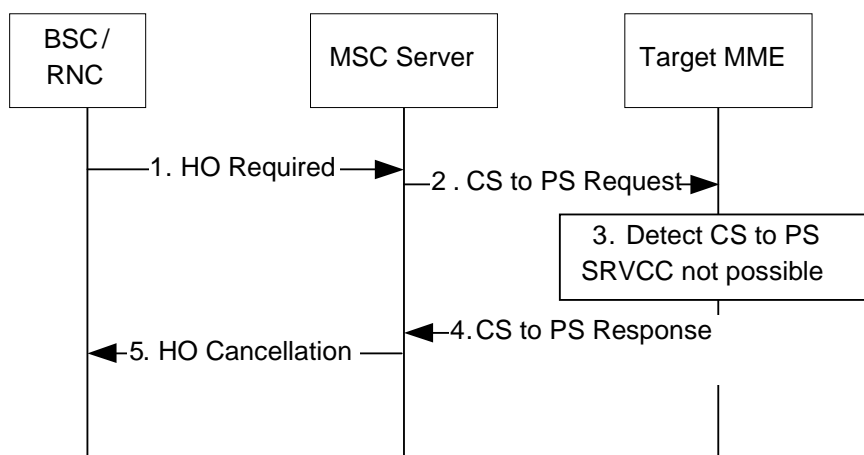 BSC/
RNC
MSC Server
Target MME
1. HO Required
2 . CS to PS Request
3. Detect CS to PS
SRVCC not possible
4.CS to PS Response
5. HO Cancellation